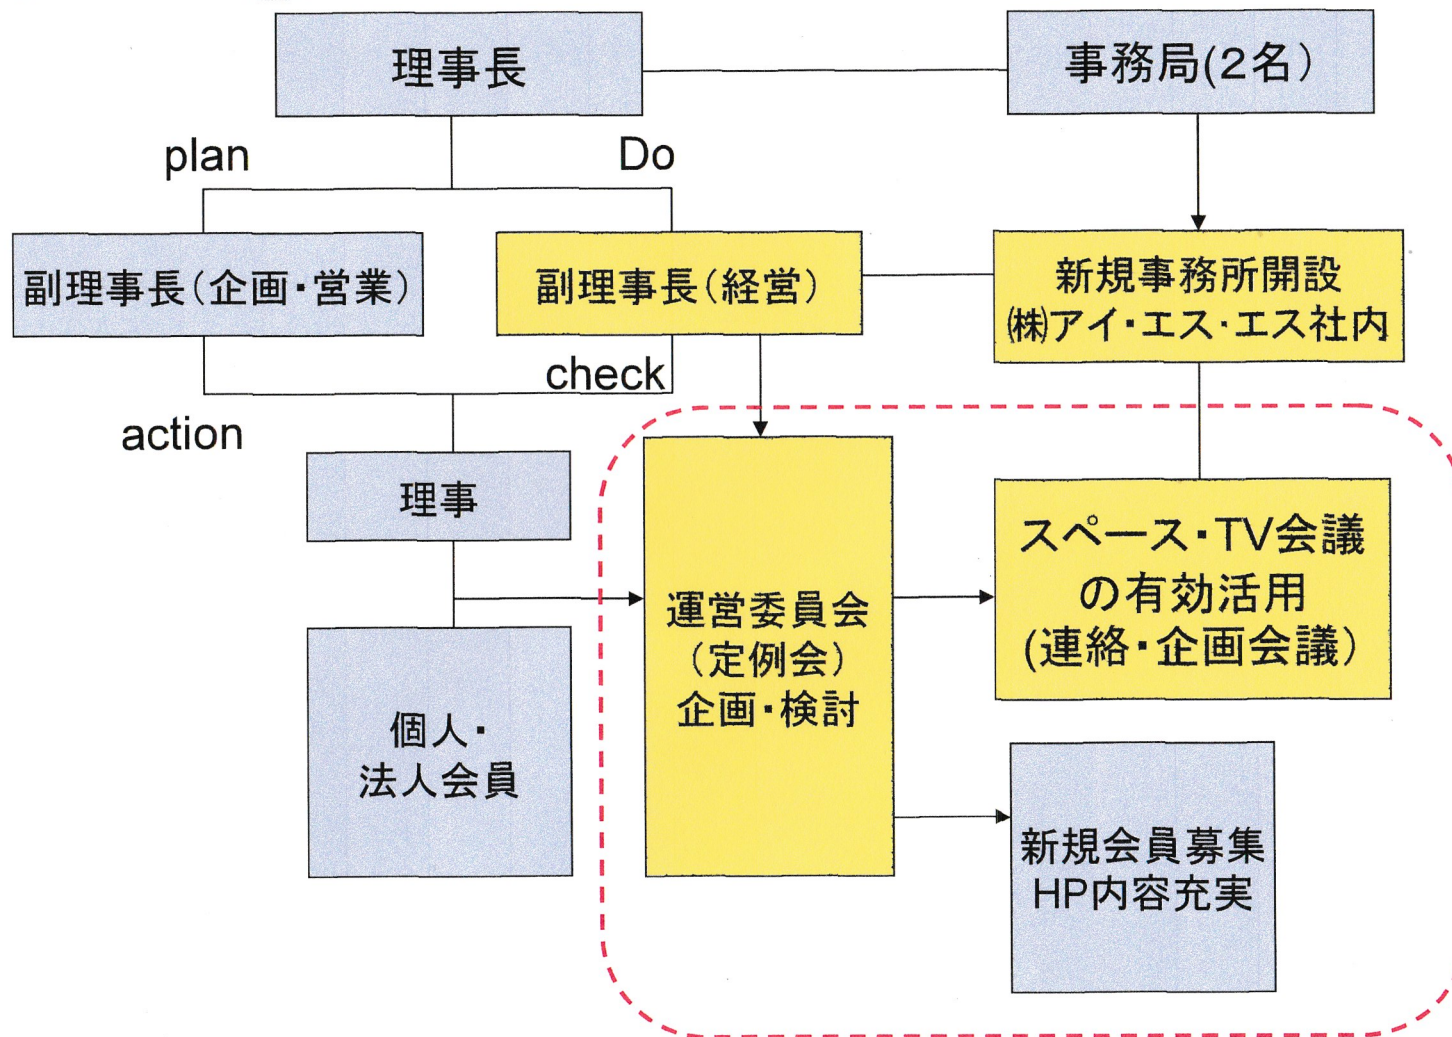 理事長
事務局(２名）
plan
Do
副理事長（企画・営業）
副理事長（経営）
新規事務所開設
㈱アイ・エス・エス社内
check
action
理事
スペース・TV会議
の有効活用
(連絡・企画会議）
運営委員会
（定例会）
企画・検討
個人・
法人会員
新規会員募集
HP内容充実